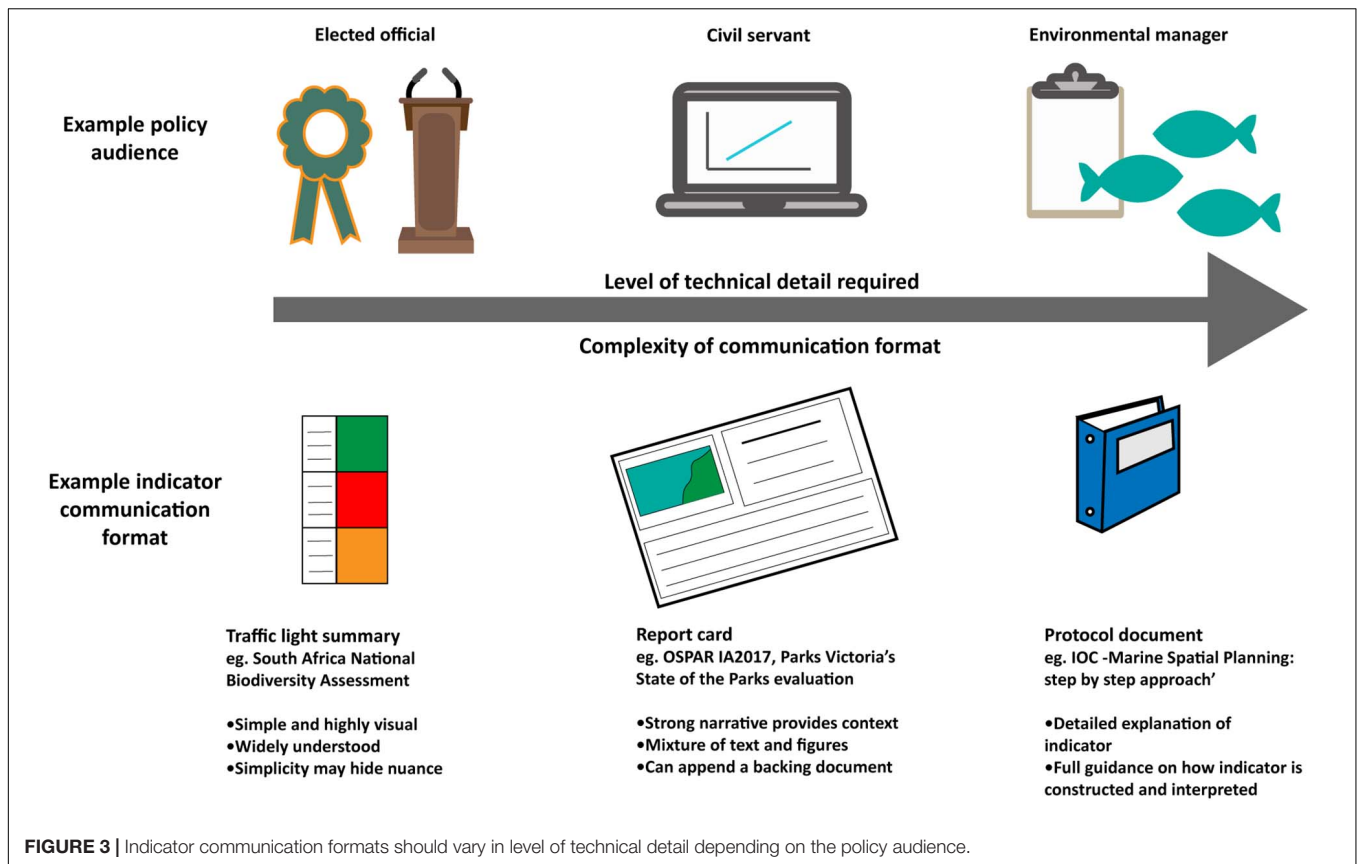 Elected official
Civil servant
Environmental manager
Example policy
audience
Level of technical detail required
Complexity of communication format
Example indicator
communication
format
Traffic light summary
eg. South Africa National
Biodiversity Assessment
•Simple and highly visual
•Widely understood
•Simplicity may hide nuance
Report card
eg. OSPAR IA2017, Parks Victoria's
State of the Parks evaluation
•Strong narrative provides context
•Mixture of text and figures
•Can append a backing document
Protocol document
eg. IOC -Marine Spatial Planning:
step by step approach'
•Detailed explanation of
indicator
•Full guidance on how indicator is
constructed and interpreted
FIGURE 3 | Indicator communication formats should vary in level of technical detail depending on the policy audience.